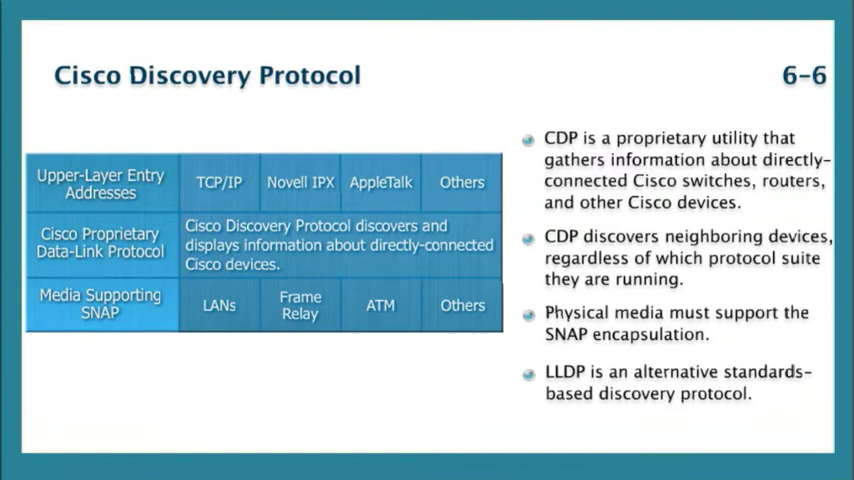 Cisco Discovery Protocol
6-6
Upper-Layer Entry
Addresses
TCP/IP
Novell IPX
AppleTalk
Others
Cisco Proprietary
Data-Link Protocol
Cisco Discovery Protocol discovers and
displays information about directly-connected
Cisco devices.
Media Supporting
SNAP
LANs
Frame
Relay
ATM
Others
CDP is a proprietary utility that
gathers information about directly-
connected Cisco switches, routers,
and other Cisco devices.
CDP discovers neighboring devices,
regardless of which protocol suite
they are running.
Physical media must support the
SNAP encapsulation.
LLDP is an alternative standards-
based discovery protocol.